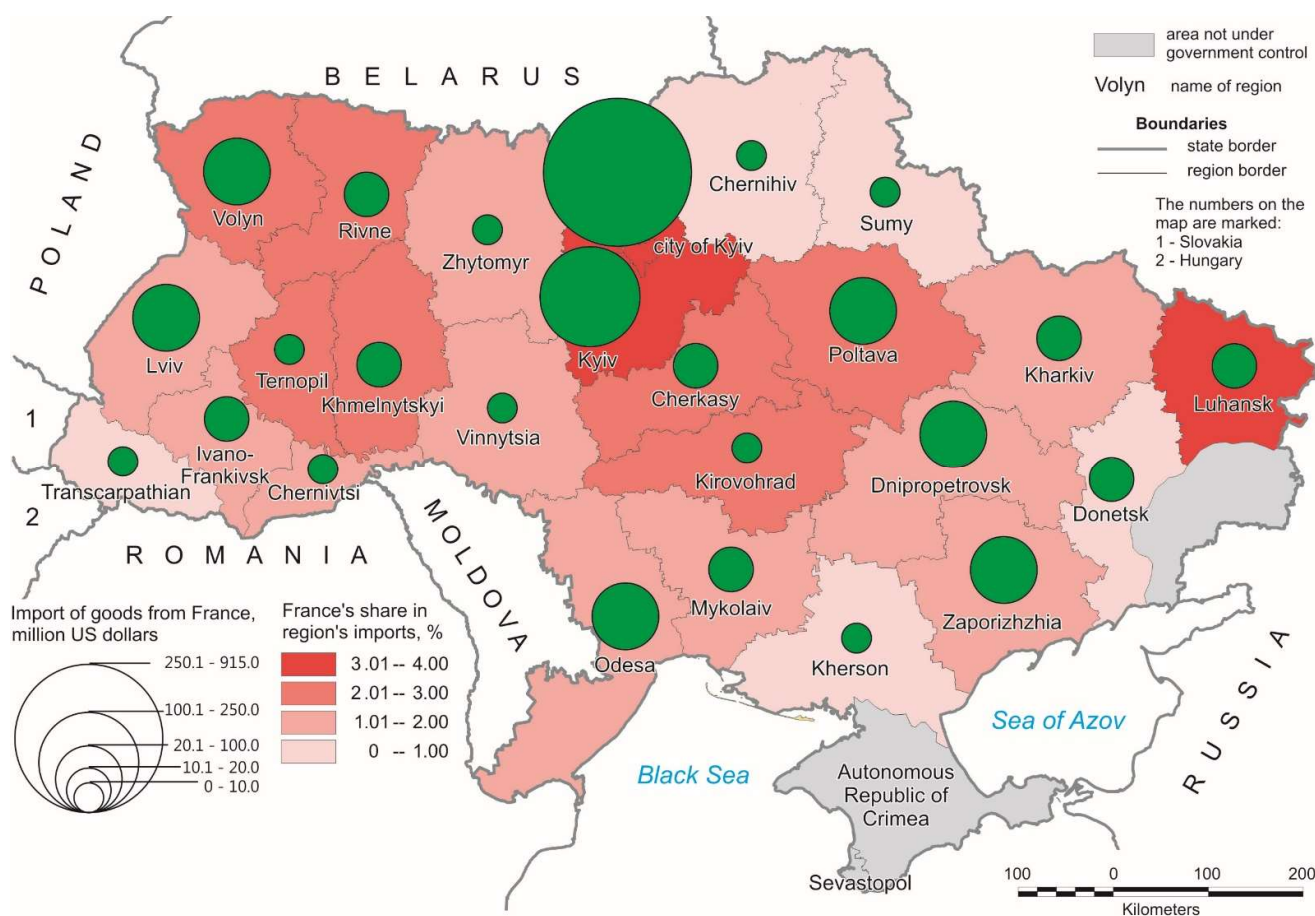 BELARUS
POLAND
area not under
government control
Volyn name of region
Boundaries
state border
region border
The numbers on the
map are marked:
1 - Slovakia
2 - Hungary
Chernihiv
Sumy
Volyn
Rivne
Zhytomyr
city of Kyiv
Lviv
Ternopil
Khmelnytskyi
Kyiv
Cherkasy
Poltava
Kharkiv
Luhansk
1
Transcarpathian
Ivano-
Frankivsk
Chernivtsi
Vinnytsia
Kirovohrad
Dnipropetrovsk
Donetsk
2
ROMANIA
MOLDOVA
Odesa
Mykolaiv
Kherson
Zaporizhzhia
Import of goods from France,
million US dollars
250.1 - 915.0
100.1 - 250.0
20.1 - 100.0
10.1 - 20.0
0 - 10.0
France's share in
region's imports, %
3.01 -- 4.00
2.01 -- 3.00
1.01 -- 2.00
0 -- 1.00
Black Sea
Sea of Azov
RUSSIA
Autonomous
Republic of
Crimea
Sevastopol
100 0 100 200
Kilometers